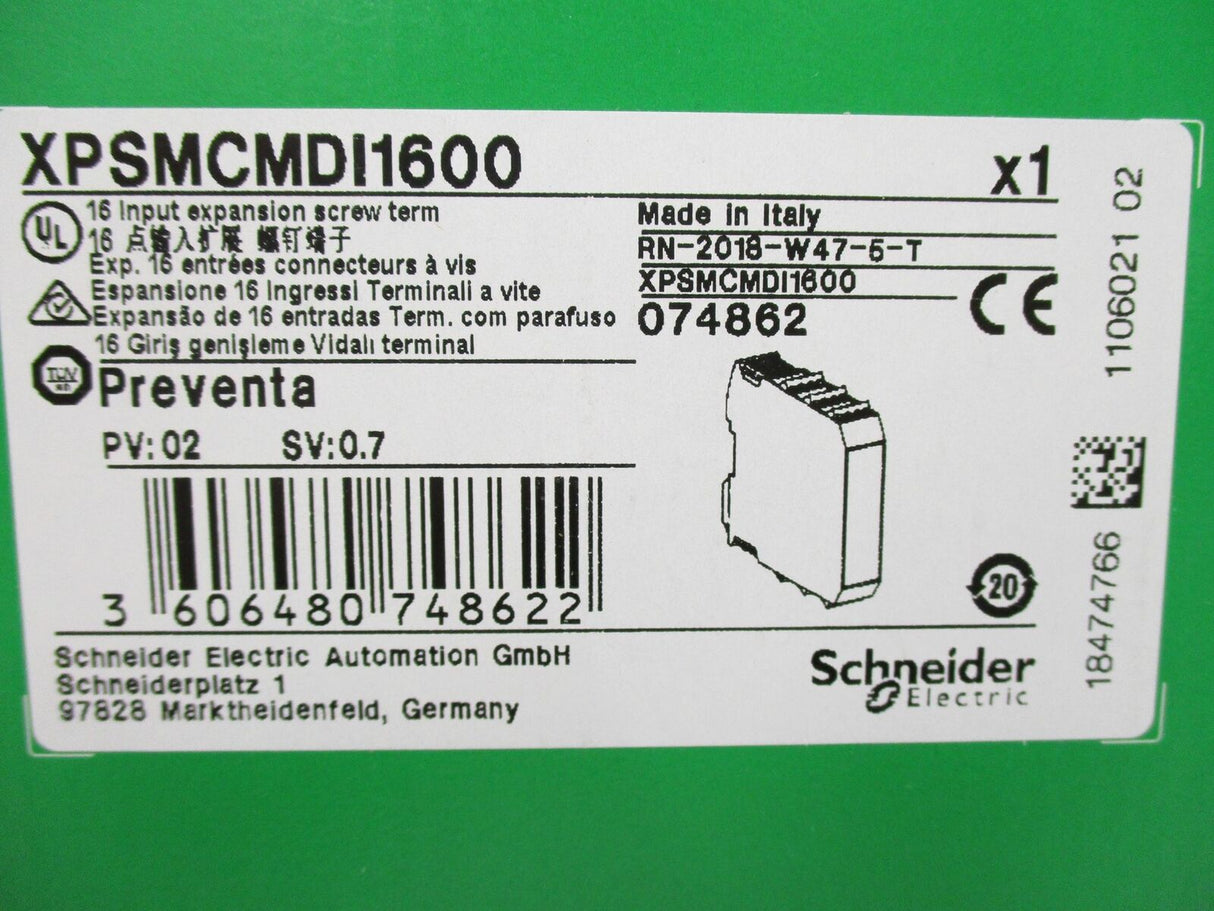 XPSMCMDI1600
x1
16 Input expansion screw term
16 点输入扩展 螺钉端子
Exp. 16 entrées connecteurs à vis
Espansione 16 Ingressi Terminali a vite
Expansão de 16 entradas Term. com parafuso
16 Giriş genişleme Vidalı terminal
UL
TÜV
Preventa
PV: 02 SV:0.7
Made in Italy
RN-2018-W47-5-T
XPSMCMDI1600
074862
CE
3 606480 748622
20
Schneider Electric Automation GmbH
Schneiderplatz 1
97828 Marktheidenfeld, Germany
Schneider
Electric
1106021 02
18474766